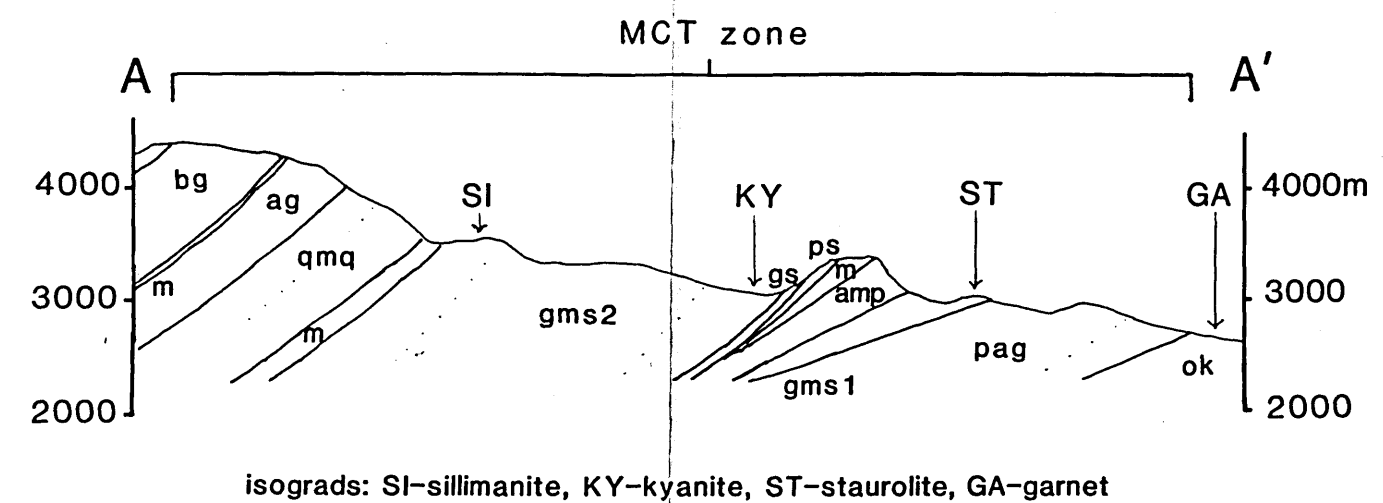 MCT zone
A A′
4000 bg ag SI KY ST GA 4000m
ps
qmq gs m
m 3000 amp 3000
gms2
m pag
ok
gms1
2000 2000
isograds: SI-sillimanite, KY-kyanite, ST-staurolite, GA-garnet